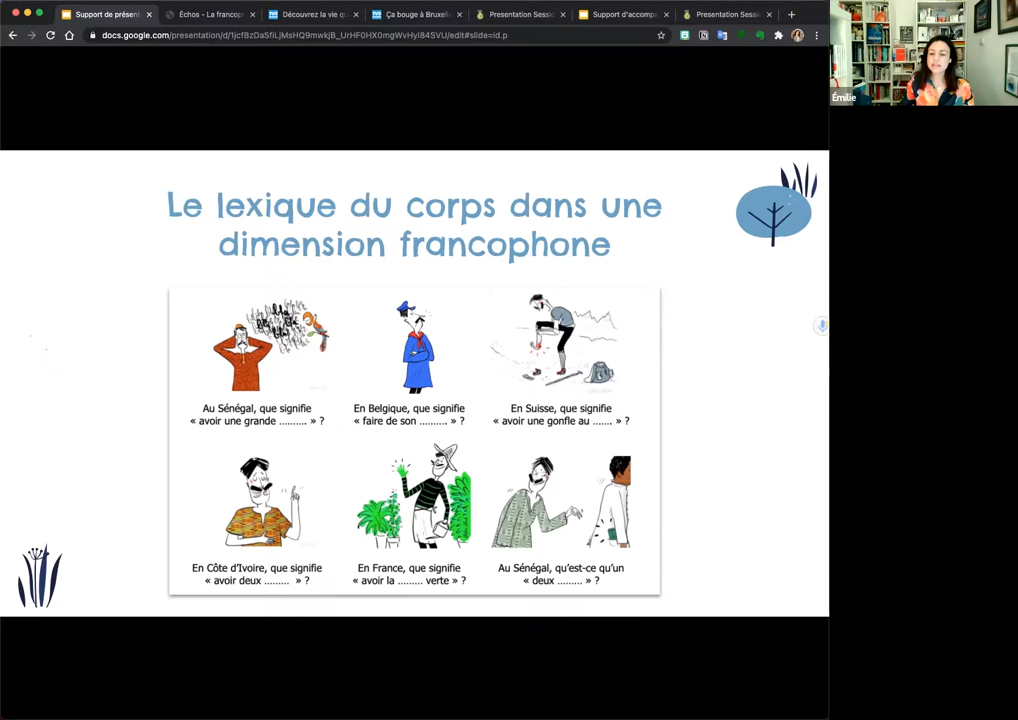 Support de présent
Échos - La francop
Découvrez la vie qu
Ça bouge à Bruxelle
Presentation Sessio
Support d'accompa
Presentation Sessi
docs.google.com/presentation/d/1jcfBzDaSfiLjMsHQ9mwkjB_UrHF0HX0mgWvHyI84SVU/edit#slide=id.p
Émilie
Le lexique du corps dans une
dimension francophone
Au Sénégal, que signifie
« avoir une grande .......... » ?
En Belgique, que signifie
« faire de son .......... » ?
En Suisse, que signifie
« avoir une gonfle au ....... » ?
En Côte d'Ivoire, que signifie
« avoir deux ......... » ?
En France, que signifie
« avoir la ......... verte » ?
Au Sénégal, qu'est-ce qu'un
« deux ......... » ?